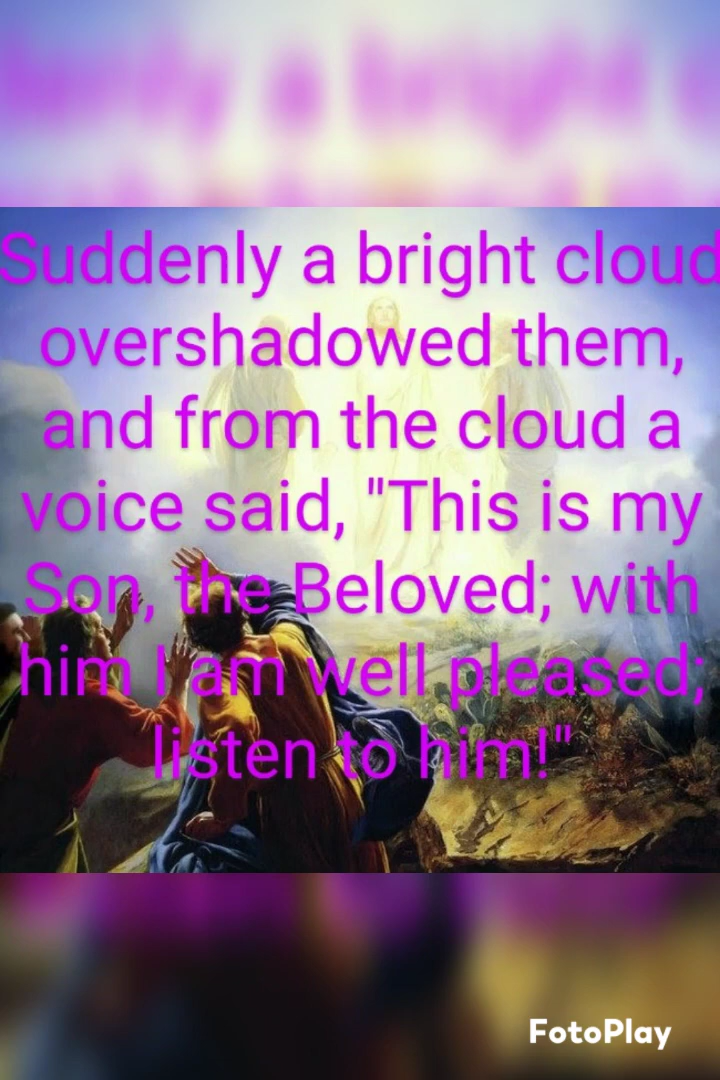 Suddenly a bright cloud
overshadowed them,
and from the cloud a
voice said, "This is my
Son, the Beloved; with
him I am well pleased;
listen to him!"
FotoPlay